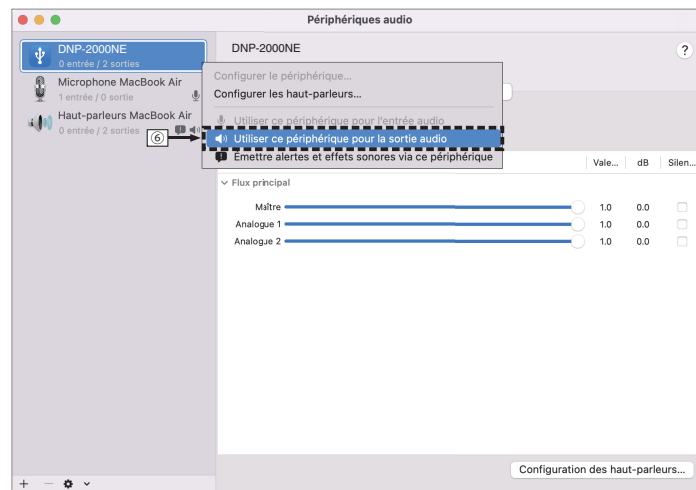 Périphériques audio
DNP-2000NE
0 entrée / 2 sorties
Microphone MacBook Air
1 entrée / 0 sortie
Haut-parleurs MacBook Air
0 entrée / 2 sorties
⑥
DNP-2000NE
?
Configurer le périphérique...
Configurer les haut-parleurs...
Utiliser ce périphérique pour l'entrée audio
Utiliser ce périphérique pour la sortie audio
Émettre alertes et effets sonores via ce périphérique
Vale... dB Silen...
Flux principal
Maître 1.0 0.0
Analogue 1 1.0 0.0
Analogue 2 1.0 0.0
Configuration des haut-parleurs...